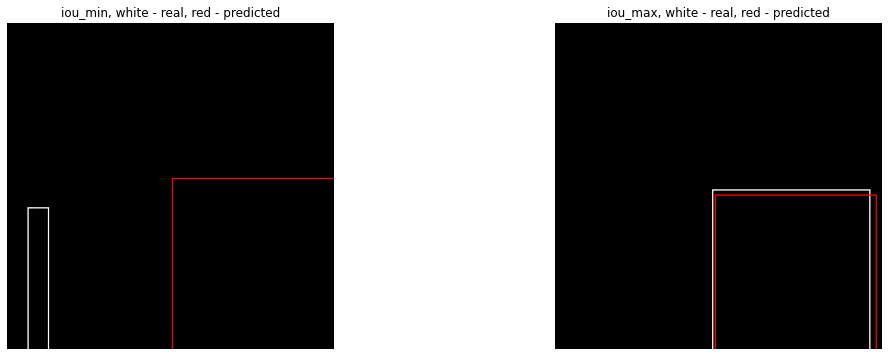 iou_min, white - real, red - predicted
iou_max, white - real, red - predicted